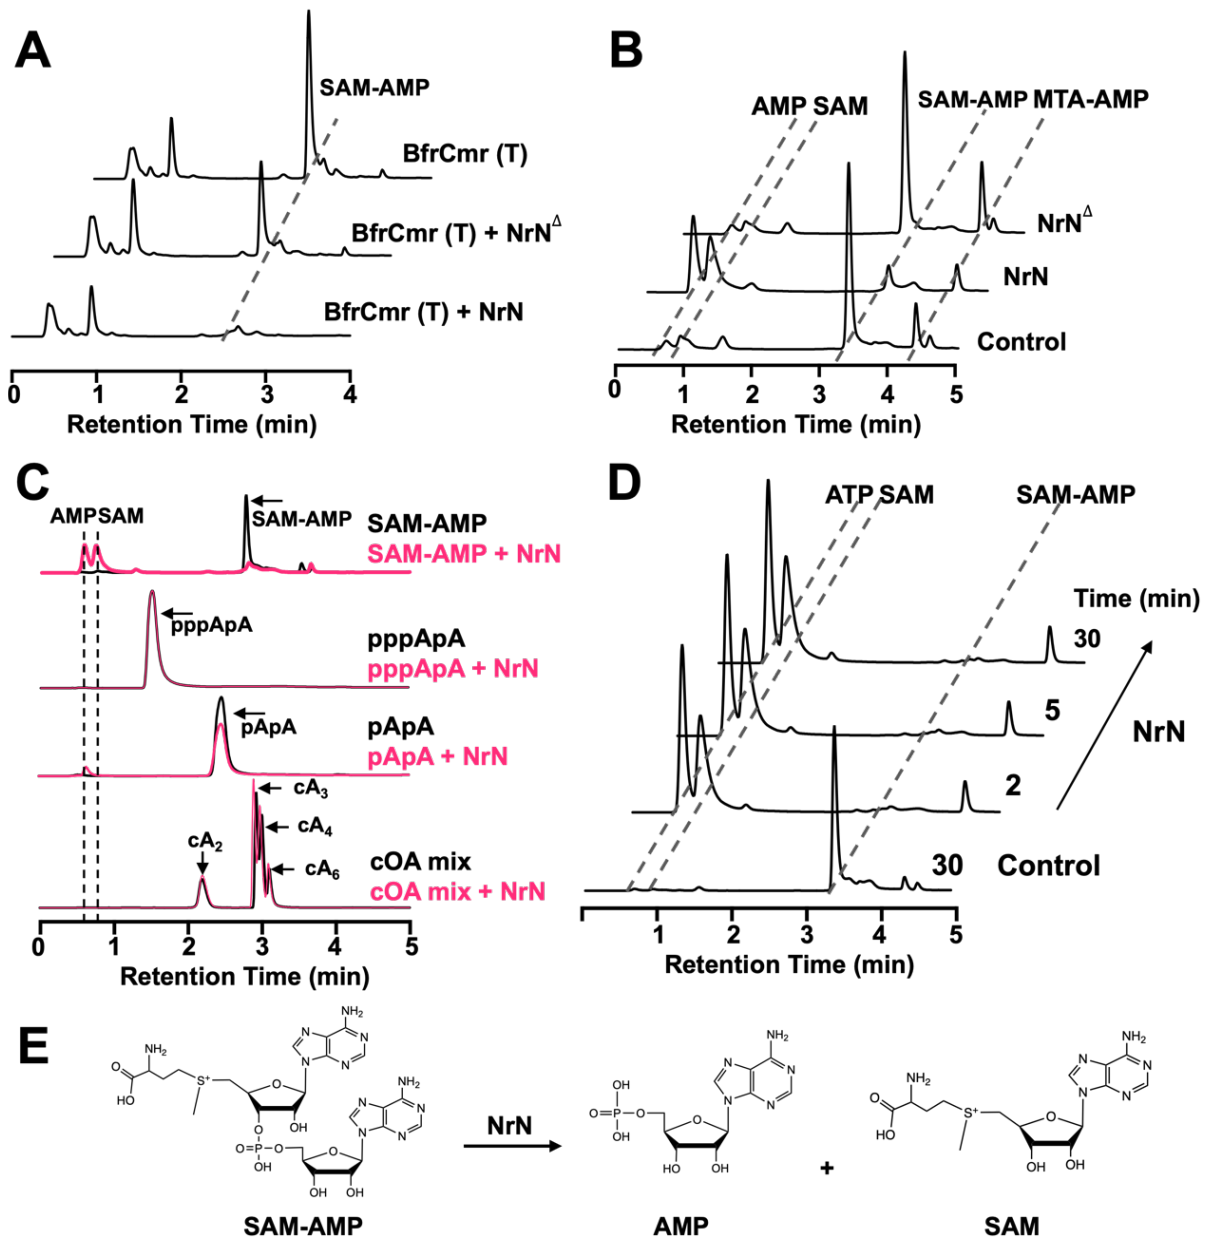 A
SAM-AMP
BfrCmr (T)
BfrCmr (T) + NrN^Δ
BfrCmr (T) + NrN
0 1 2 3 4
Retention Time (min)
B
AMP SAM SAM-AMP MTA-AMP
NrN^Δ
NrN
Control
0 1 2 3 4 5
Retention Time (min)
C
AMP SAM
SAM-AMP
SAM-AMP
SAM-AMP + NrN
pppApA
pppApA
pppApA + NrN
pApA
pApA
pApA + NrN
cA₂
cA₃
cA₄
cA₆
cOA mix
cOA mix + NrN
0 1 2 3 4 5
Retention Time (min)
D
ATP SAM SAM-AMP
Time (min)
30
5
NrN
2
30 Control
1 2 3 4 5
Retention Time (min)
E
NH₂
N N
N N
NH₂
O
HO
S⁺
O
O OH
O=P-O
OH
NH₂
N N
N N
O
OH OH
SAM-AMP
NrN
NH₂
N N
N N
OH
O=P-O
OH
O
HO OH
AMP
+
NH₂
N N
N N
NH₂
O
HO
S⁺
O
OH OH
SAM